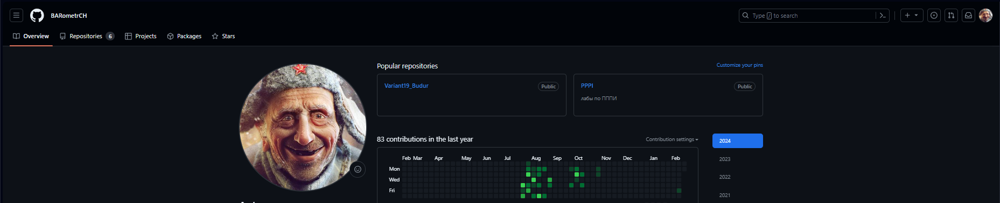 BARometrCH
Type / to search
Overview
Repositories 6
Projects
Packages
Stars
Popular repositories
Customize your pins
Variant19_Budur
Public
PPPI
Public
лабы по ПППИ
83 contributions in the last year
Contribution settings
2024
2023
2022
2021
Feb Mar Apr May Jun Jul Aug Sep Oct Nov Dec Jan Feb
Mon
Wed
Fri